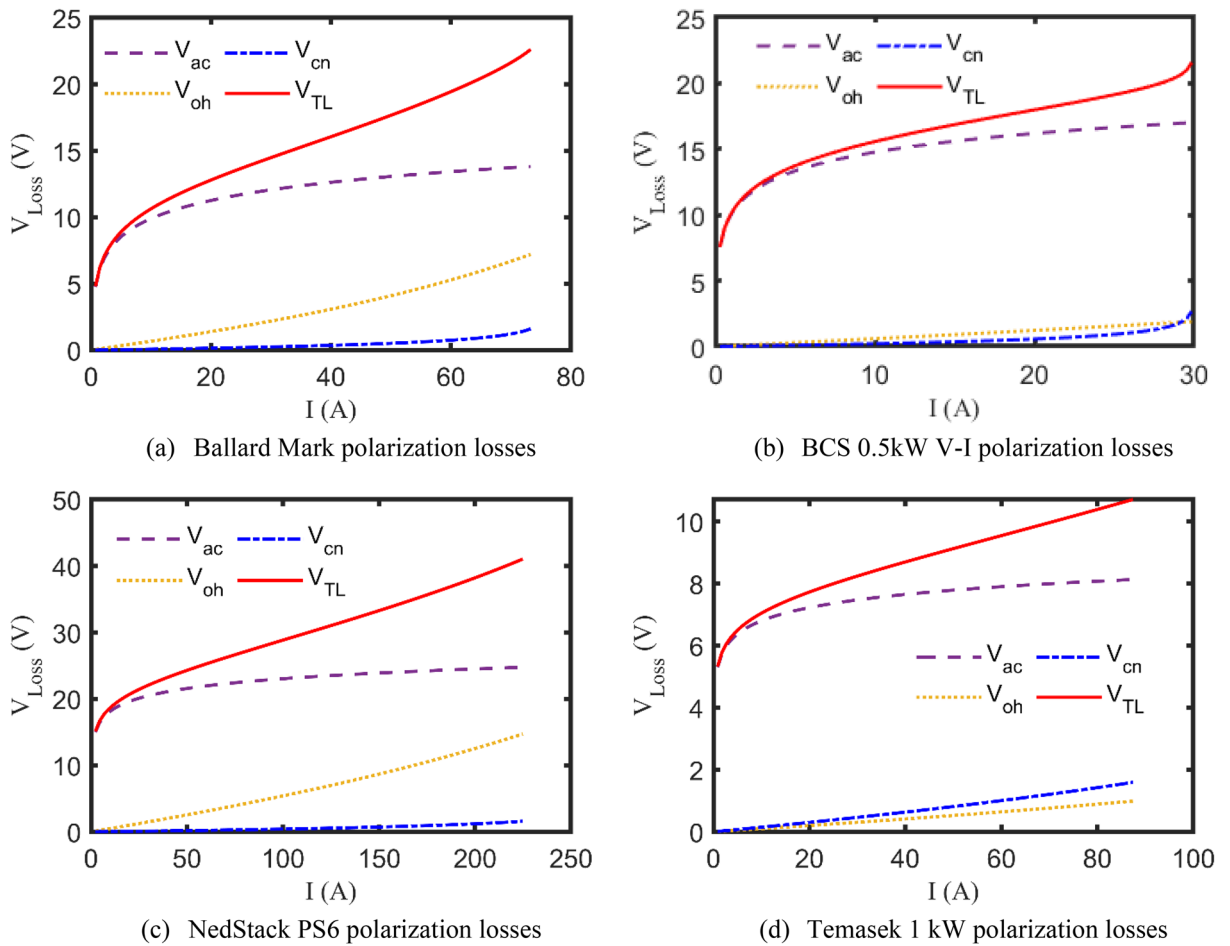 25
20
15
10
5
0
V_Loss (V)
V_ac
V_cn
V_oh
V_TL
0 20 40 60 80
I (A)
(a) Ballard Mark polarization losses
25
20
15
10
5
0
V_Loss (V)
V_ac
V_cn
V_oh
V_TL
0 10 20 30
I (A)
(b) BCS 0.5kW V-I polarization losses
50
40
30
20
10
0
V_Loss (V)
V_ac
V_cn
V_oh
V_TL
0 50 100 150 200 250
I (A)
(c) NedStack PS6 polarization losses
10
8
6
4
2
0
V_Loss (V)
V_ac
V_cn
V_oh
V_TL
0 20 40 60 80 100
I (A)
(d) Temasek 1 kW polarization losses